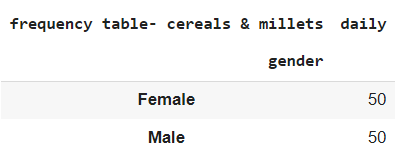 frequency table- cereals & millets daily
gender
Female 50
Male 50